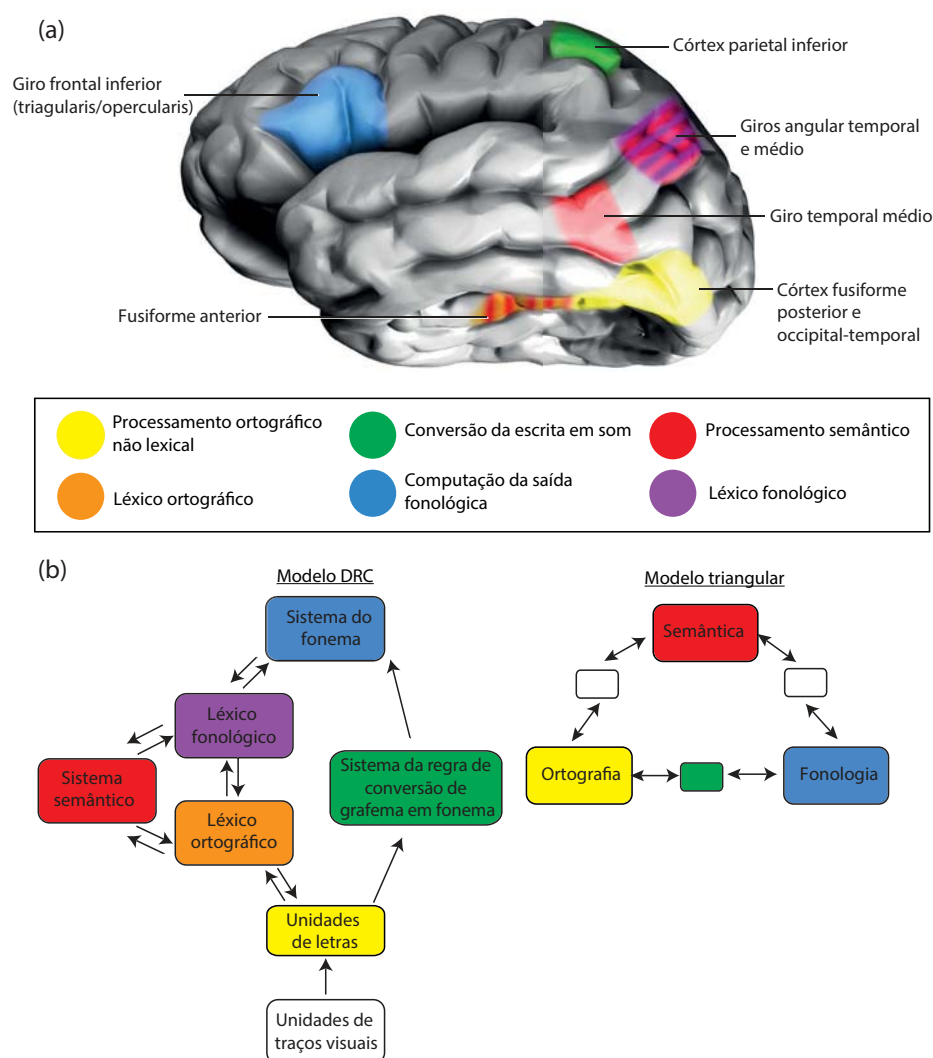 (a)
Córtex parietal inferior
Giro frontal inferior
(triagularis/opercularis)
Giros angular temporal
e médio
Giro temporal médio
Fusiforme anterior
Córtex fusiforme
posterior e
occipital-temporal
Processamento ortográfico
não lexical
Conversão da escrita em som
Processamento semântico
Léxico ortográfico
Computação da saída
fonológica
Léxico fonológico
(b)
Modelo DRC
Sistema do
fonema
Léxico
fonológico
Sistema
semântico
Léxico
ortográfico
Sistema da regra de
conversão de
grafema em fonema
Unidades
de letras
Unidades de
traços visuais
Modelo triangular
Semântica
Ortografia
Fonologia